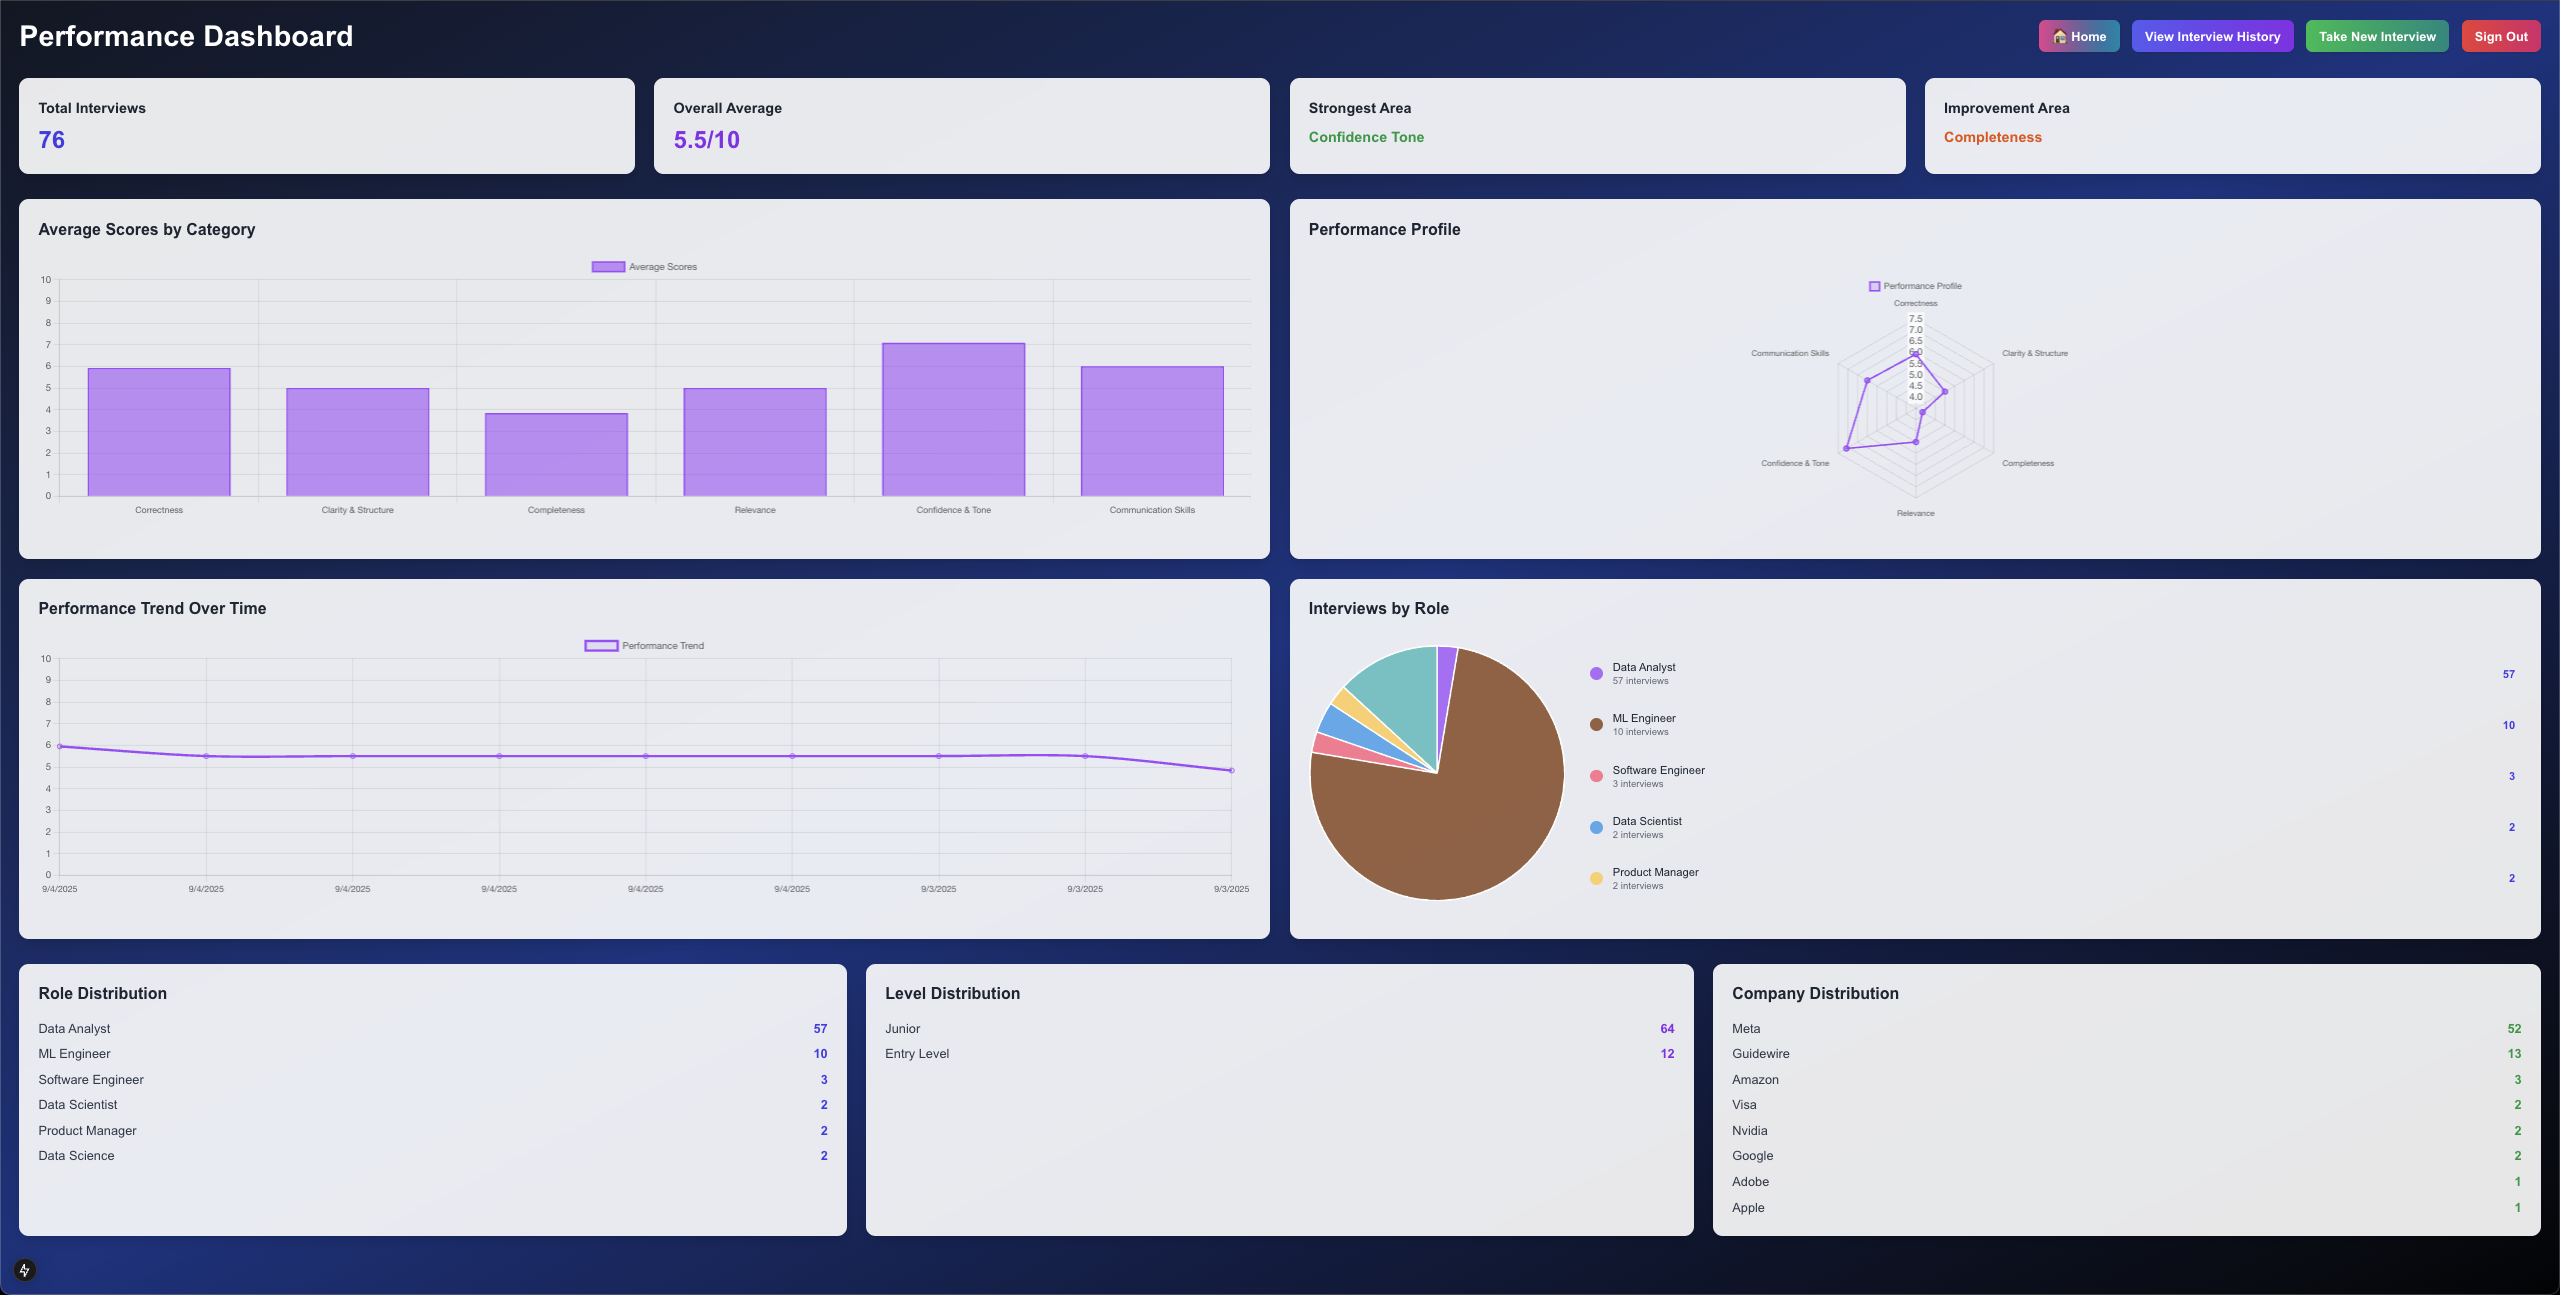 Performance Dashboard
🏠 Home
View Interview History
Take New Interview
Sign Out
Total Interviews
76
Overall Average
5.5/10
Strongest Area
Confidence Tone
Improvement Area
Completeness
Average Scores by Category
Average Scores
10
9
8
7
6
5
4
3
2
1
0
Correctness
Clarity & Structure
Completeness
Relevance
Confidence & Tone
Communication Skills
Performance Profile
Performance Profile
Correctness
7.5
7.0
6.5
6.0
5.5
5.0
4.5
4.0
Communication Skills
Clarity & Structure
Confidence & Tone
Completeness
Relevance
Performance Trend Over Time
Performance Trend
10
9
8
7
6
5
4
3
2
1
0
9/4/2025
9/4/2025
9/4/2025
9/4/2025
9/4/2025
9/4/2025
9/3/2025
9/3/2025
9/3/2025
Interviews by Role
Data Analyst
57 interviews
57
ML Engineer
10 interviews
10
Software Engineer
3 interviews
3
Data Scientist
2 interviews
2
Product Manager
2 interviews
2
Role Distribution
Data Analyst 57
ML Engineer 10
Software Engineer 3
Data Scientist 2
Product Manager 2
Data Science 2
Level Distribution
Junior 64
Entry Level 12
Company Distribution
Meta 52
Guidewire 13
Amazon 3
Visa 2
Nvidia 2
Google 2
Adobe 1
Apple 1